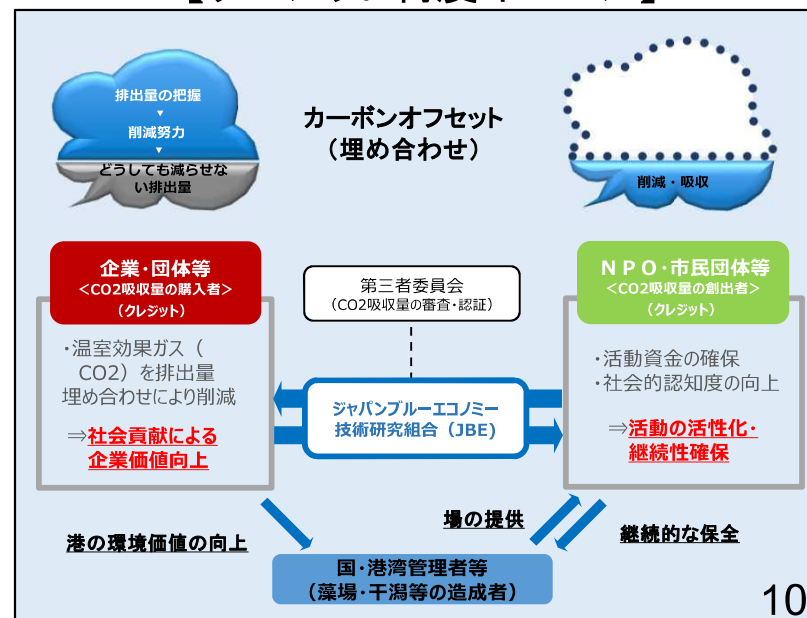 排出量の把握
▼
削減努力
▼
どうしても減らせな
い排出量
カーボンオフセット
（埋め合わせ）
削減・吸収
企業・団体等
<CO2吸収量の購入者>
（クレジット）
・温室効果ガス（
CO2）を排出量
埋め合わせにより削減
⇒社会貢献による
企業価値向上
第三者委員会
（CO2吸収量の審査・認証）
ジャパンブルーエコノミー
技術研究組合（JBE)
ＮＰＯ・市民団体等
<CO2吸収量の創出者>
（クレジット）
・活動資金の確保
・社会的認知度の向上
⇒活動の活性化・
継続性確保
港の環境価値の向上
場の提供
継続的な保全
国・港湾管理者等
（藻場・干潟等の造成者）
10